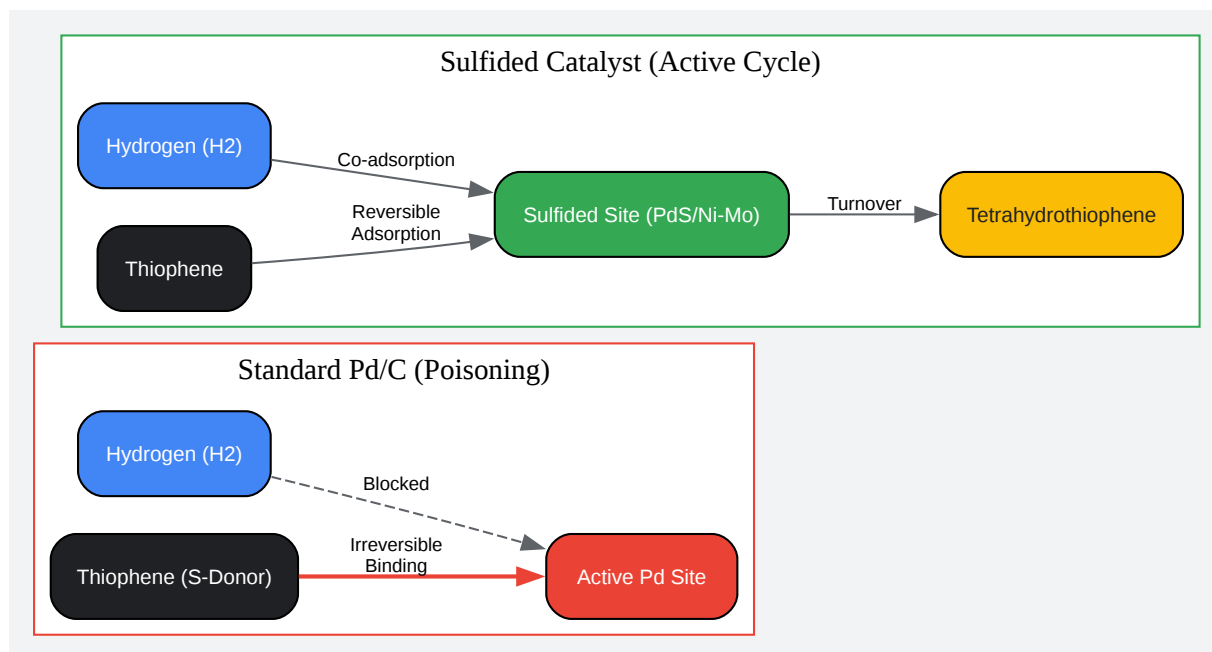 Sulfided Catalyst (Active Cycle)
Hydrogen (H2)
Co-adsorption
Reversible
Adsorption
Thiophene
Sulfided Site (PdS/Ni-Mo)
Turnover
Tetrahydrothiophene
Standard Pd/C (Poisoning)
Hydrogen (H2)
Blocked
Irreversible
Binding
Thiophene (S-Donor)
Active Pd Site